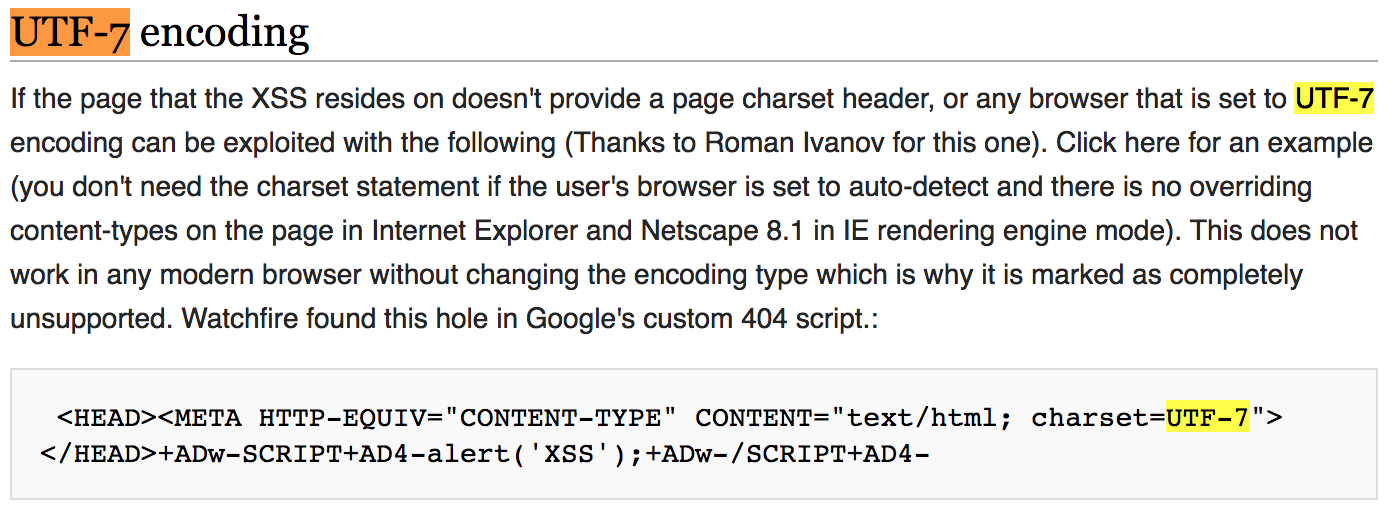 UTF-7 encoding
If the page that the XSS resides on doesn't provide a page charset header, or any browser that is set to UTF-7
encoding can be exploited with the following (Thanks to Roman Ivanov for this one). Click here for an example
(you don't need the charset statement if the user's browser is set to auto-detect and there is no overriding
content-types on the page in Internet Explorer and Netscape 8.1 in IE rendering engine mode). This does not
work in any modern browser without changing the encoding type which is why it is marked as completely
unsupported. Watchfire found this hole in Google's custom 404 script.:
<HEAD><META HTTP-EQUIV="CONTENT-TYPE" CONTENT="text/html; charset=UTF-7">
</HEAD>+ADw-SCRIPT+AD4-alert('XSS');+ADw-/SCRIPT+AD4-